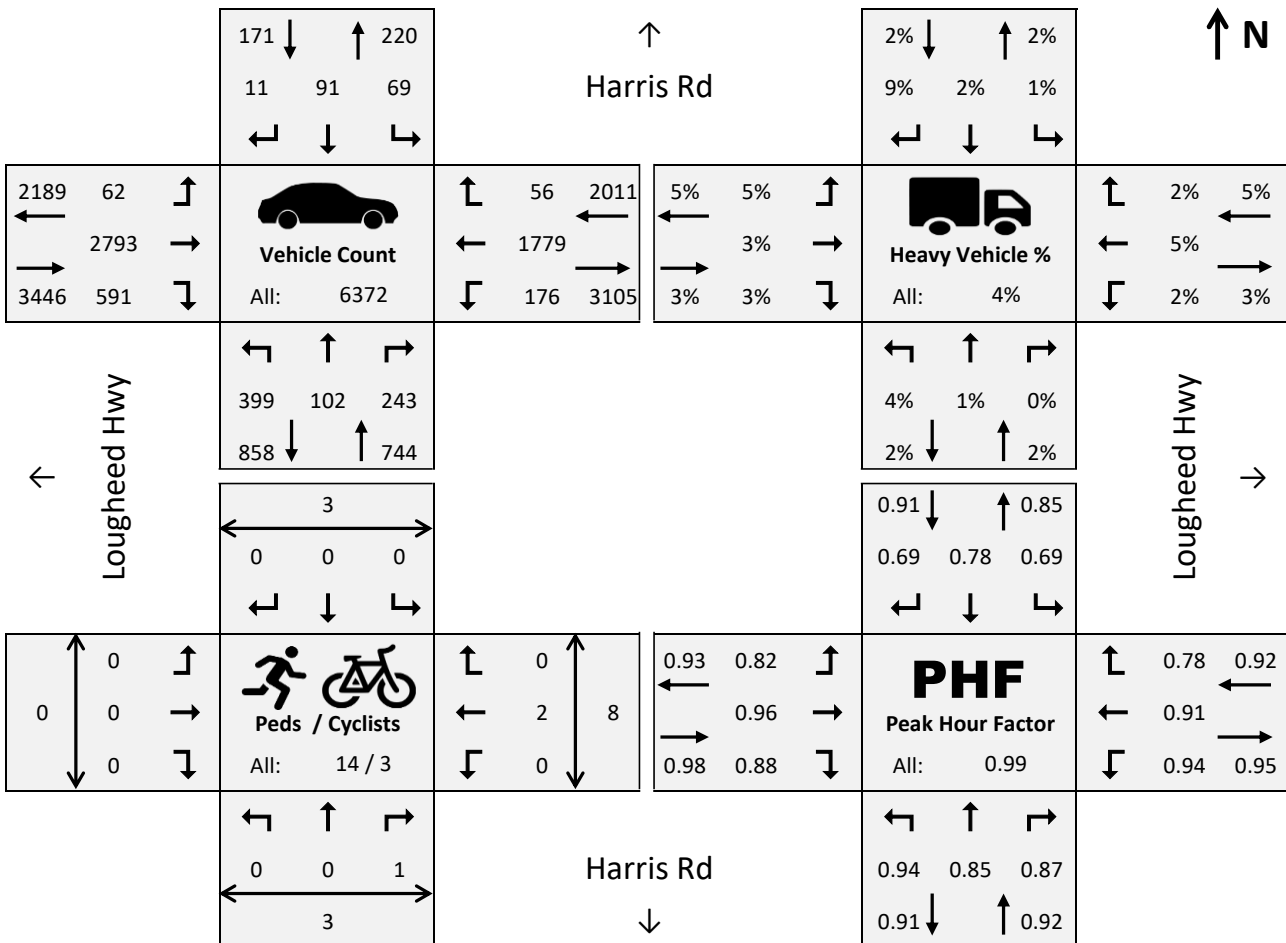 171 220 2% 2% N
11 91 69 Harris Rd 9% 2% 1%
2189 62 56 2011 5% 5% 2% 5%
2793 Vehicle Count 1779 3% Heavy Vehicle % 5%
3446 591 All: 6372 176 3105 3% 3% All: 4% 2% 3%
399 102 243 4% 1% 0%
858 744 2% 2%
Lougheed Hwy
Lougheed Hwy
3 0.91 0.85
0 0 0 0.69 0.78 0.69
0 0 0.93 0.82 PHF 0.78 0.92
0 0 Peds / Cyclists 2 8 0.96 Peak Hour Factor 0.91
0 All: 14 / 3 0 0.98 0.88 All: 0.99 0.94 0.95
0 0 1 Harris Rd 0.94 0.85 0.87
3 0.91 0.92